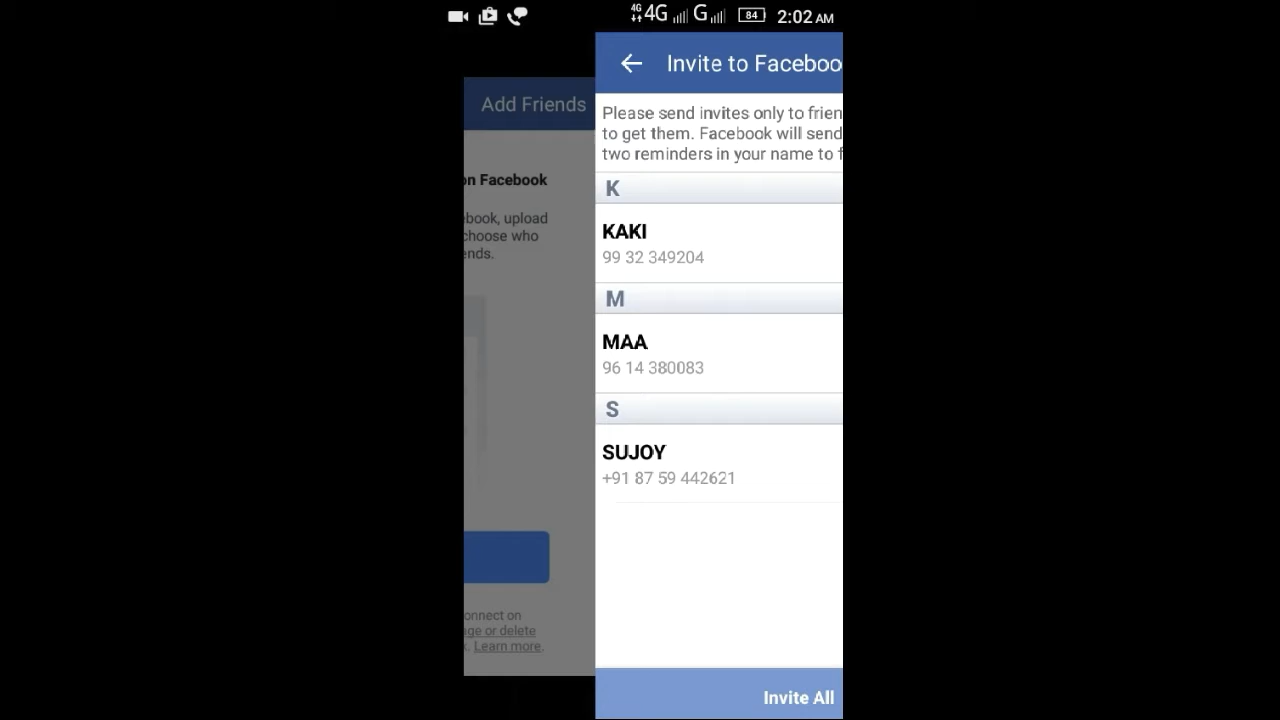 4G 4G G 84 2:02 AM
Add Friends
on Facebook
ebook, upload
choose who
ends.
onnect on
age or delete
k. Learn more.
Invite to Faceboo
Please send invites only to frien
to get them. Facebook will send
two reminders in your name to f
K
KAKI
99 32 349204
M
MAA
96 14 380083
S
SUJOY
+91 87 59 442621
Invite All